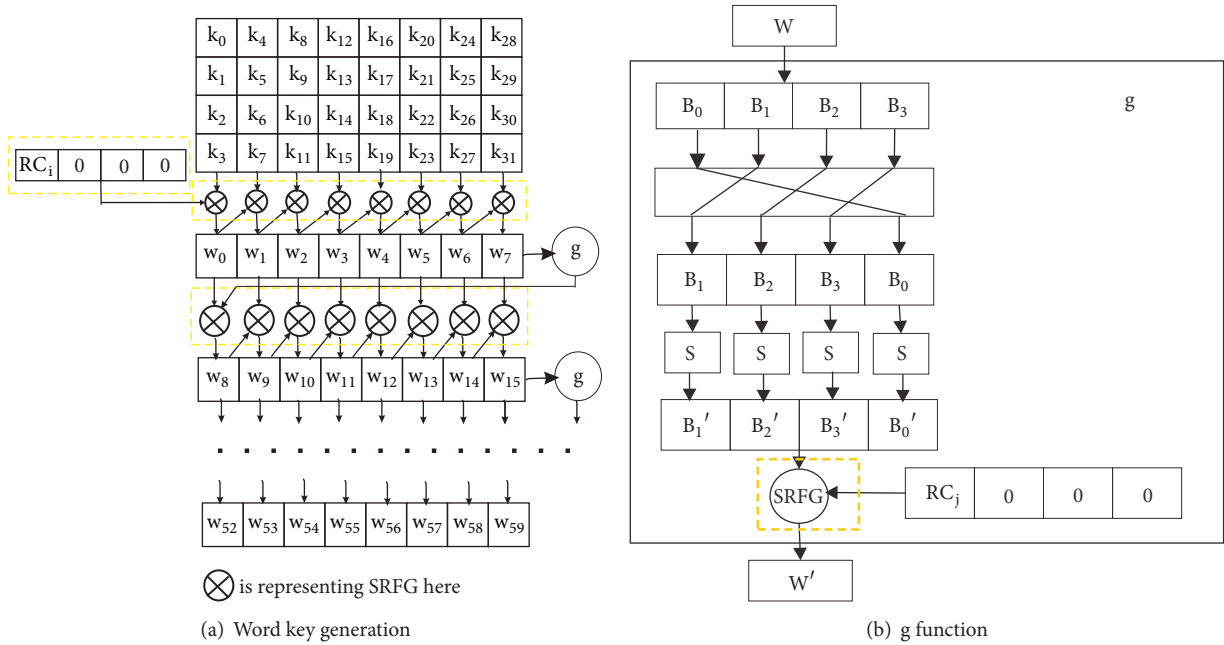 k₀ k₄ k₈ k₁₂ k₁₆ k₂₀ k₂₄ k₂₈
k₁ k₅ k₉ k₁₃ k₁₇ k₂₁ k₂₅ k₂₉
k₂ k₆ k₁₀ k₁₄ k₁₈ k₂₂ k₂₆ k₃₀
k₃ k₇ k₁₁ k₁₅ k₁₉ k₂₃ k₂₇ k₃₁
RCᵢ 0 0 0
w₀ w₁ w₂ w₃ w₄ w₅ w₆ w₇ g
w₈ w₉ w₁₀ w₁₁ w₁₂ w₁₃ w₁₄ w₁₅ g
w₅₂ w₅₃ w₅₄ w₅₅ w₅₆ w₅₇ w₅₈ w₅₉
is representing SRFG here
(a) Word key generation
W
g
B₀ B₁ B₂ B₃
B₁ B₂ B₃ B₀
S S S S
B₁′ B₂′ B₃′ B₀′
SRFG RCⱼ 0 0 0
W′
(b) g function